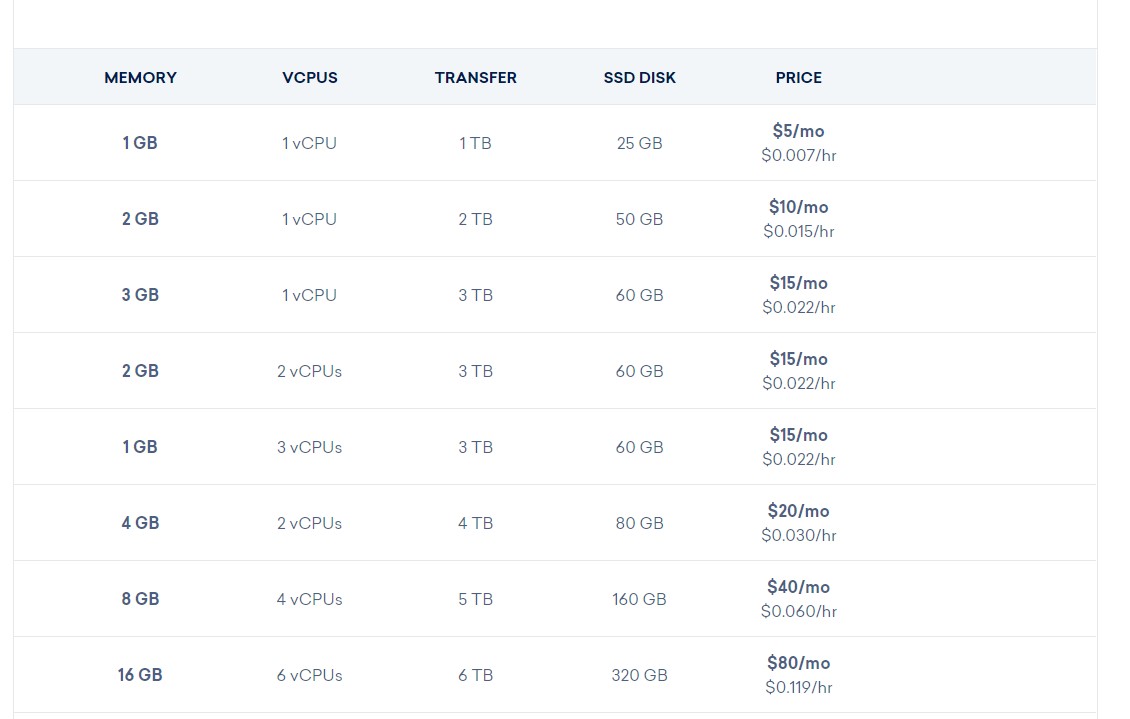 MEMORY VCPUS TRANSFER SSD DISK PRICE
1 GB 1 vCPU 1 TB 25 GB $5/mo
$0.007/hr
2 GB 1 vCPU 2 TB 50 GB $10/mo
$0.015/hr
3 GB 1 vCPU 3 TB 60 GB $15/mo
$0.022/hr
2 GB 2 vCPUs 3 TB 60 GB $15/mo
$0.022/hr
1 GB 3 vCPUs 3 TB 60 GB $15/mo
$0.022/hr
4 GB 2 vCPUs 4 TB 80 GB $20/mo
$0.030/hr
8 GB 4 vCPUs 5 TB 160 GB $40/mo
$0.060/hr
16 GB 6 vCPUs 6 TB 320 GB $80/mo
$0.119/hr